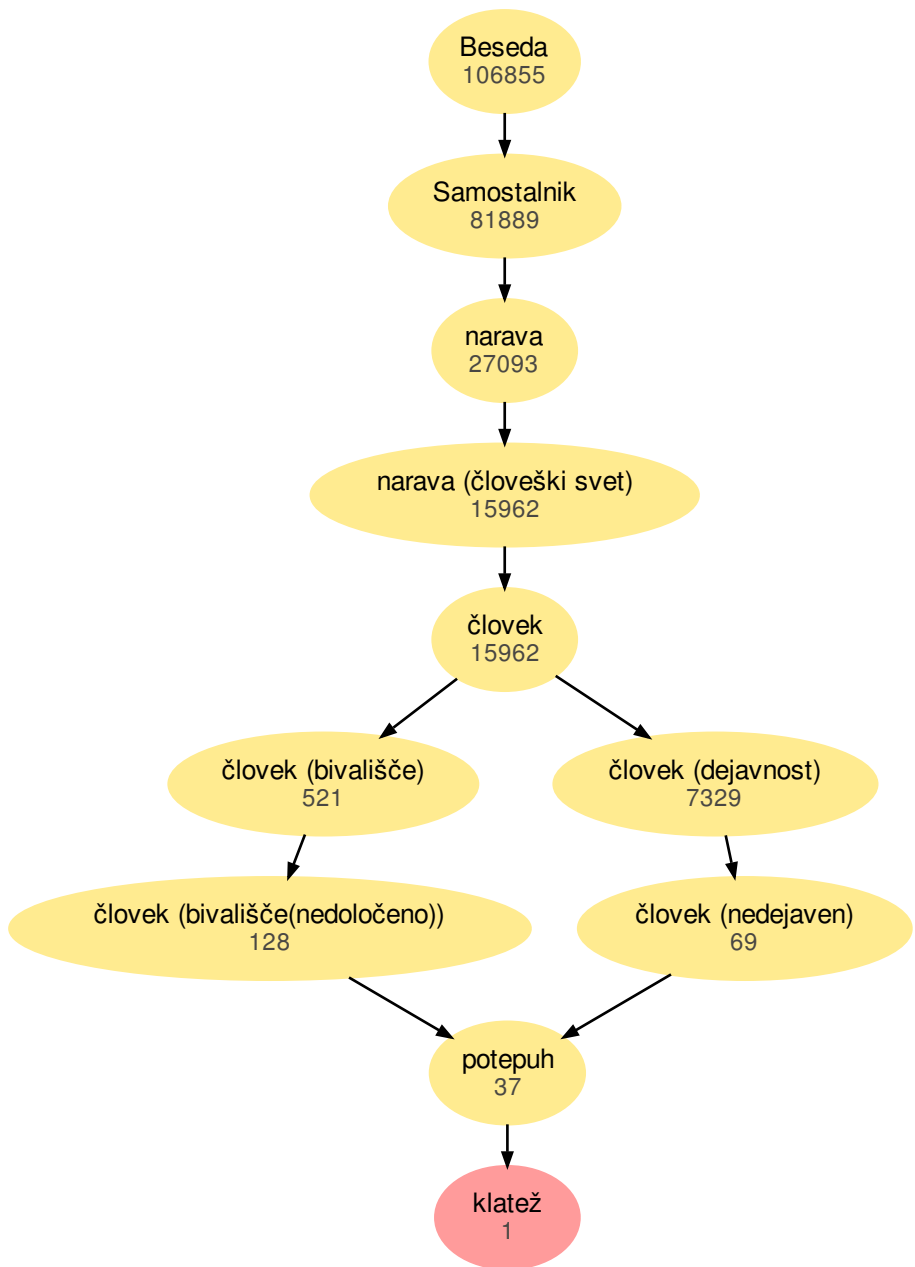 Beseda
106855
Samostalnik
81889
narava
27093
narava (človeški svet)
15962
človek
15962
človek (bivališče)
521
človek (dejavnost)
7329
človek (bivališče(nedoločeno))
128
človek (nedejaven)
69
potepuh
37
klatež
1